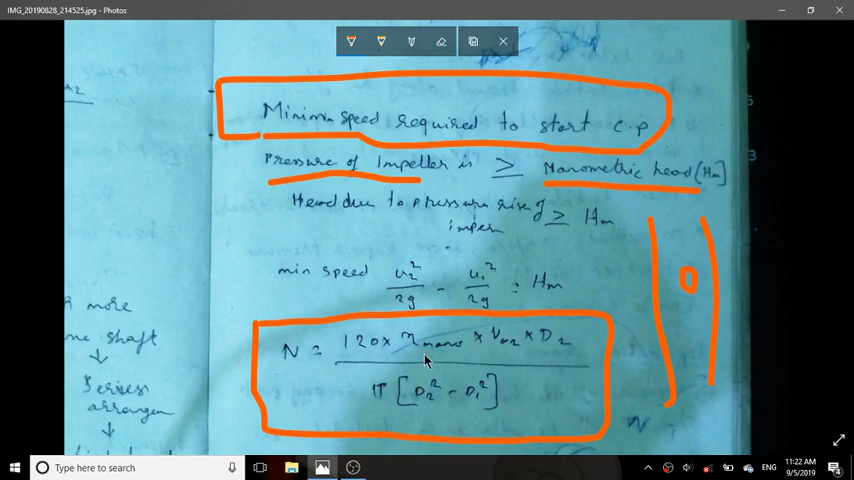 IMG_20190828_214525.jpg - Photos
Minimum speed required to start C.P
Pressure of impeller is ≥ Manometric head [Hm]
Head due to pressure rise of
impen ≥ Hm
min speed u₂²/2g - u₁²/2g = Hm
N = 120 × η mano × Vw₂ × D₂
π [D₂² - D₁²]
more
shaft
Series
arrangem
N
Type here to search
ENG
11:22 AM
9/5/2019